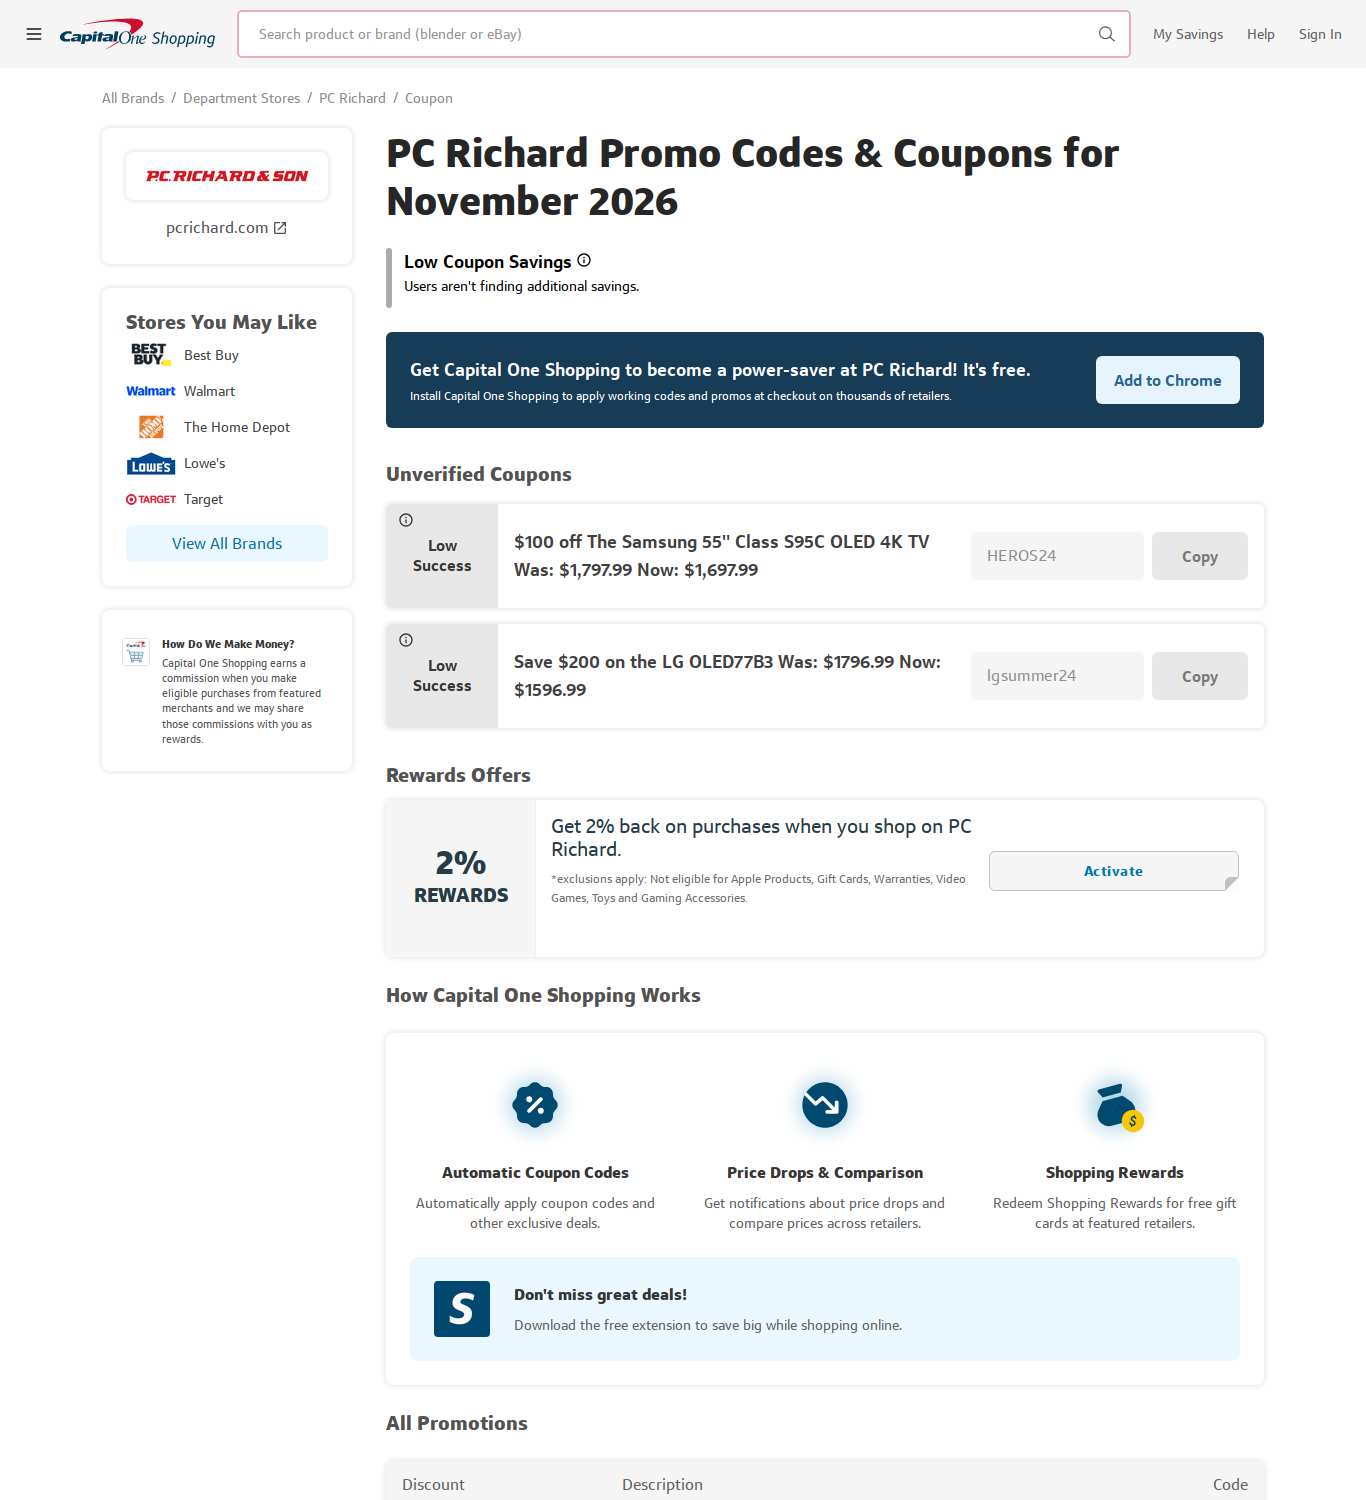 CapitalOne Shopping
Search product or brand (blender or eBay)
My Savings
Help
Sign In
All Brands / Department Stores / PC Richard / Coupon
P.C. RICHARD & SON
pcrichard.com
Stores You May Like
BEST BUY Best Buy
Walmart Walmart
The Home Depot
LOWE'S Lowe's
TARGET Target
View All Brands
How Do We Make Money?
Capital One Shopping earns a
commission when you make
eligible purchases from featured
merchants and we may share
those commissions with you as
rewards.
PC Richard Promo Codes & Coupons for
November 2026
Low Coupon Savings
Users aren't finding additional savings.
Get Capital One Shopping to become a power-saver at PC Richard! It's free.
Install Capital One Shopping to apply working codes and promos at checkout on thousands of retailers.
Add to Chrome
Unverified Coupons
Low
Success
$100 off The Samsung 55" Class S95C OLED 4K TV
Was: $1,797.99 Now: $1,697.99
HEROS24
Copy
Low
Success
Save $200 on the LG OLED77B3 Was: $1796.99 Now:
$1596.99
lgsummer24
Copy
Rewards Offers
2%
REWARDS
Get 2% back on purchases when you shop on PC
Richard.
*exclusions apply: Not eligible for Apple Products, Gift Cards, Warranties, Video
Games, Toys and Gaming Accessories.
Activate
How Capital One Shopping Works
Automatic Coupon Codes
Automatically apply coupon codes and
other exclusive deals.
Price Drops & Comparison
Get notifications about price drops and
compare prices across retailers.
$
Shopping Rewards
Redeem Shopping Rewards for free gift
cards at featured retailers.
S
Don't miss great deals!
Download the free extension to save big while shopping online.
All Promotions
Discount
Description
Code